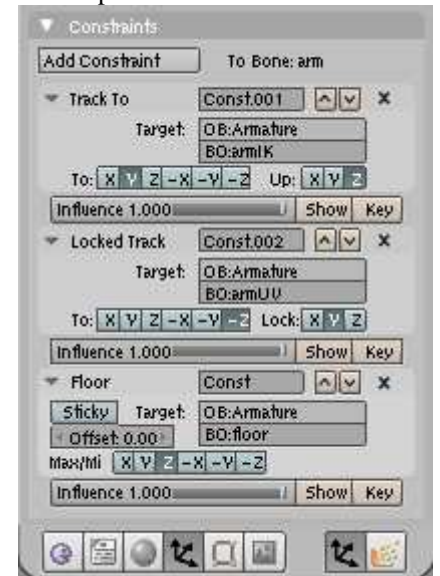 Constraints
Add Constraint To Bone: arm
Track To Const.001
Target: OB:Armature
BO:armIK
To: X Y Z -X -Y -Z Up: X Y Z
Influence 1.000 Show Key
Locked Track Const.002
Target: OB:Armature
BO:armUV
To: X Y Z -X -Y -Z Lock: X Y Z
Influence 1.000 Show Key
Floor Const
Sticky Target: OB:Armature
Offset: 0.00 BO:floor
Max/Mi X Y Z -X -Y -Z
Influence 1.000 Show Key